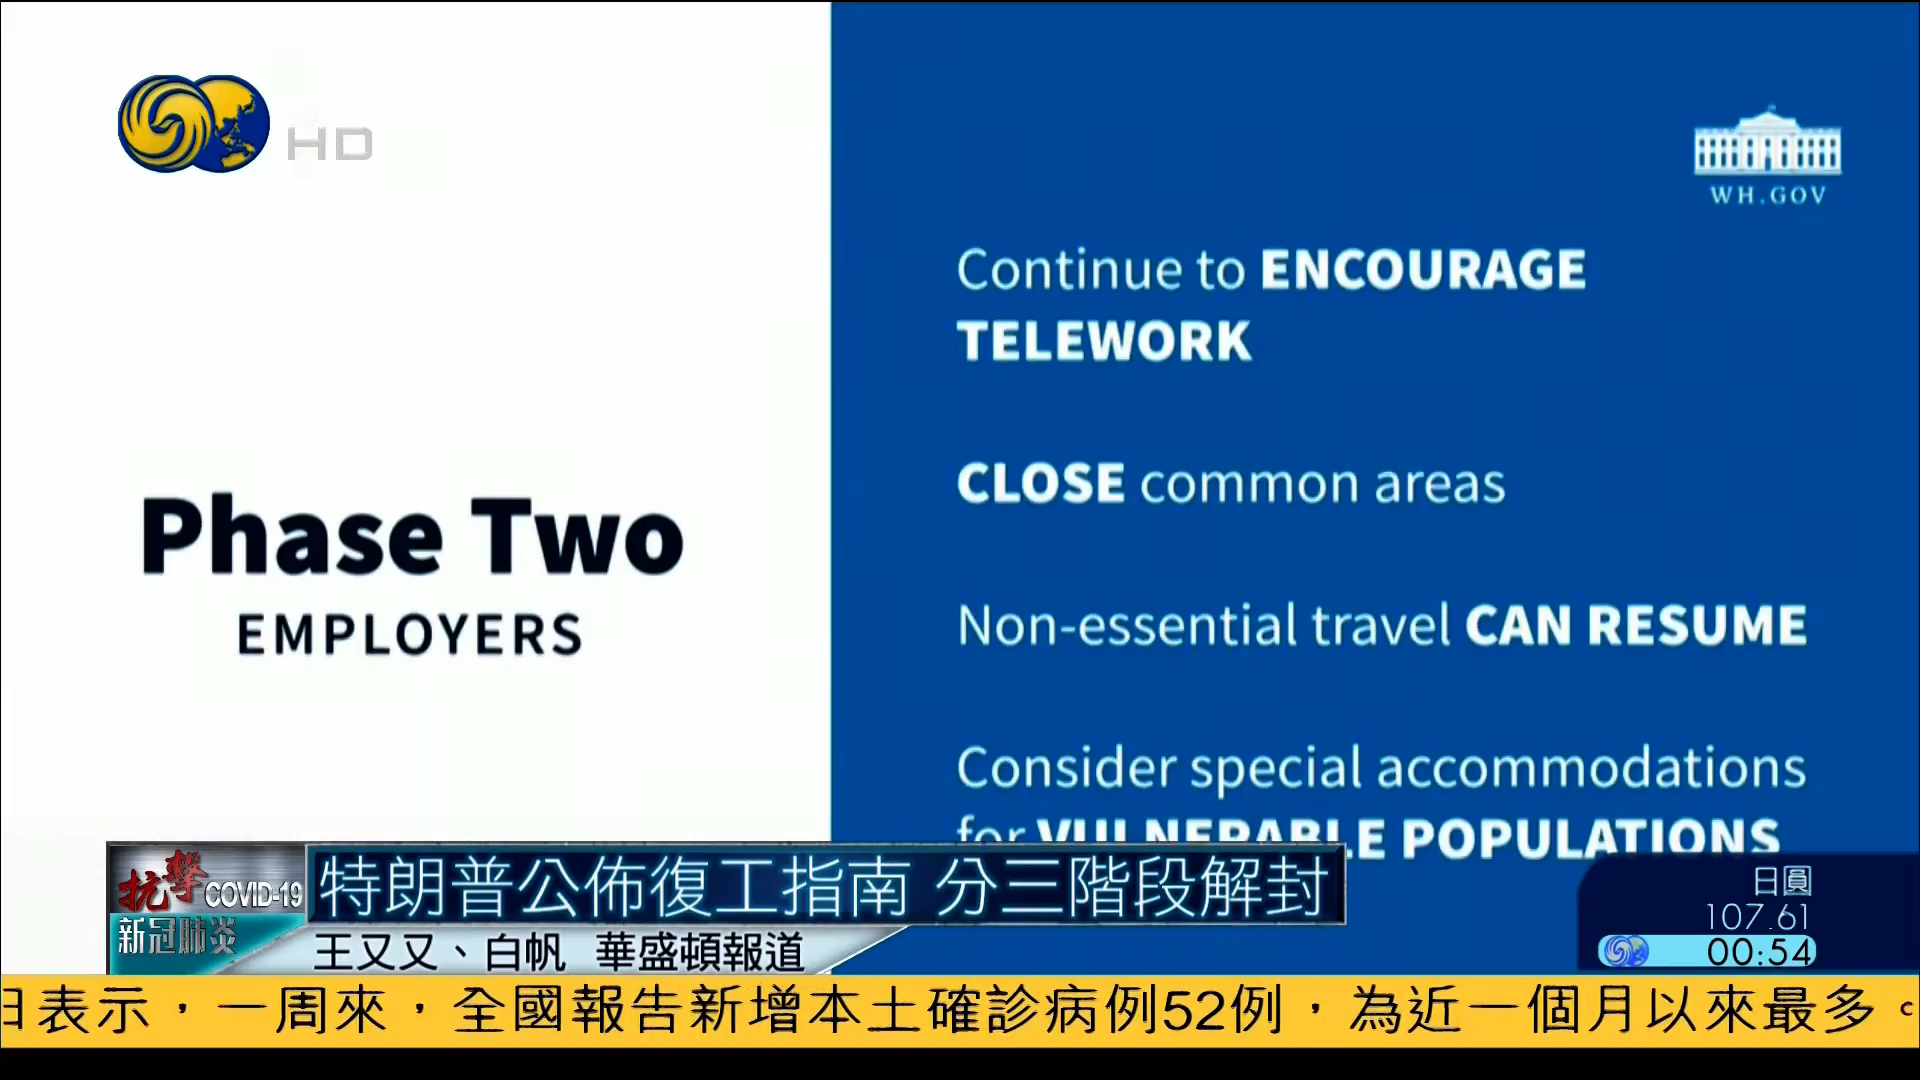 HD
WH.GOV
Continue to ENCOURAGE
TELEWORK
CLOSE common areas
Non-essential travel CAN RESUME
Consider special accommodations
for VULNERABLE POPULATIONS
Phase Two
EMPLOYERS
抗擊
COVID-19
新冠肺炎
特朗普公佈復工指南 分三階段解封
王又又、白帆 華盛頓報道
日圓
107.61
00:54
日表示，一周來，全國報告新增本土確診病例52例，為近一個月以來最多。